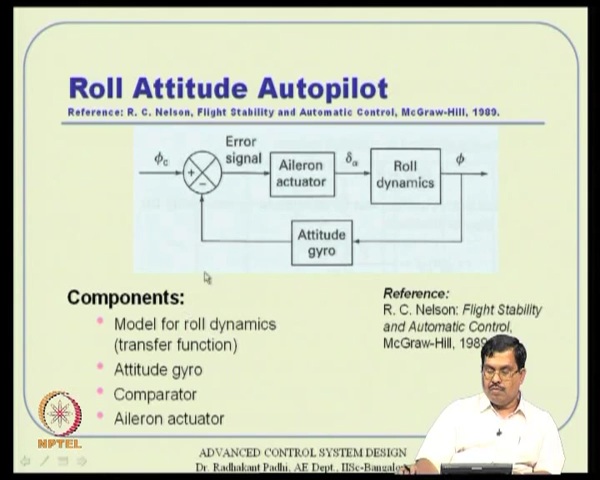 Roll Attitude Autopilot
Reference: R. C. Nelson, Flight Stability and Automatic Control, McGraw-Hill, 1989.
ϕc
+
−
Error
signal
Aileron
actuator
δa
Roll
dynamics
ϕ
Attitude
gyro
Components:
• Model for roll dynamics
(transfer function)
• Attitude gyro
• Comparator
• Aileron actuator
Reference:
R. C. Nelson: Flight Stability
and Automatic Control,
McGraw-Hill, 1989
NPTEL
ADVANCED CONTROL SYSTEM DESIGN
Dr. Radhakant Padhi, AE Dept., IISc-Bangalo